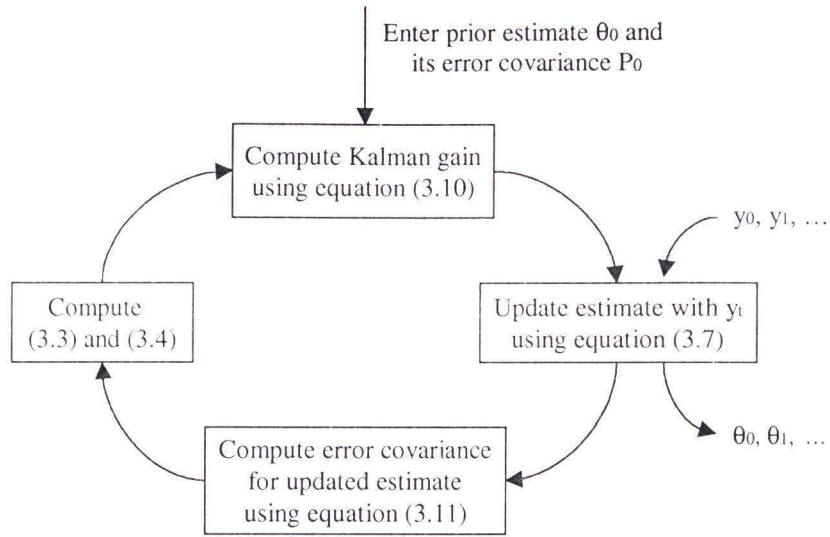 Enter prior estimate θ0 and
its error covariance P0
Compute Kalman gain
using equation (3.10)
y0, y1, ...
Update estimate with yt
using equation (3.7)
Compute
(3.3) and (3.4)
θ0, θ1, ...
Compute error covariance
for updated estimate
using equation (3.11)